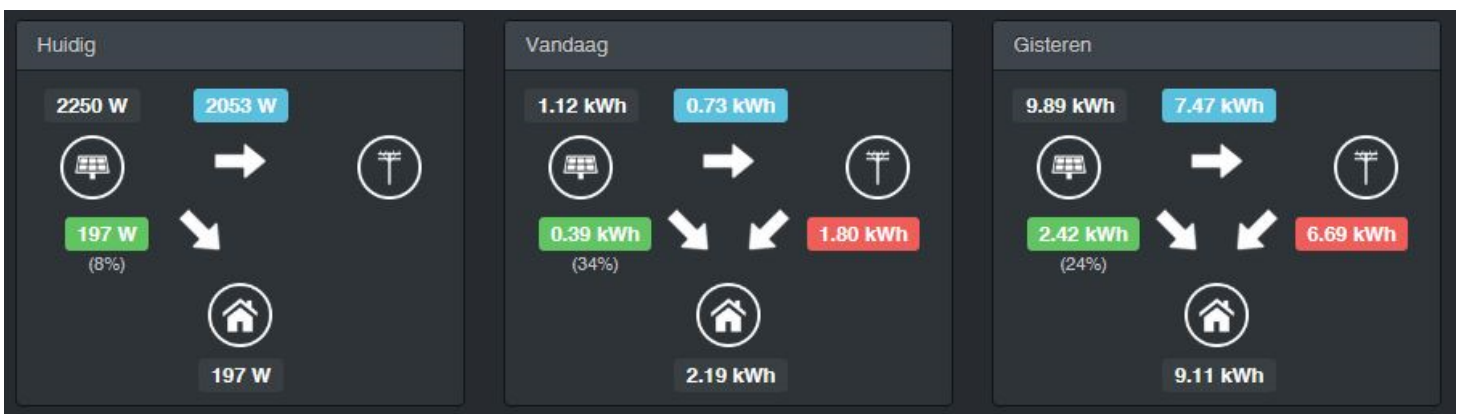 Huidig
2250 W
2053 W
197 W
(8%)
197 W
Vandaag
1.12 kWh
0.73 kWh
0.39 kWh
1.80 kWh
(34%)
2.19 kWh
Gisteren
9.89 kWh
7.47 kWh
2.42 kWh
6.69 kWh
(24%)
9.11 kWh